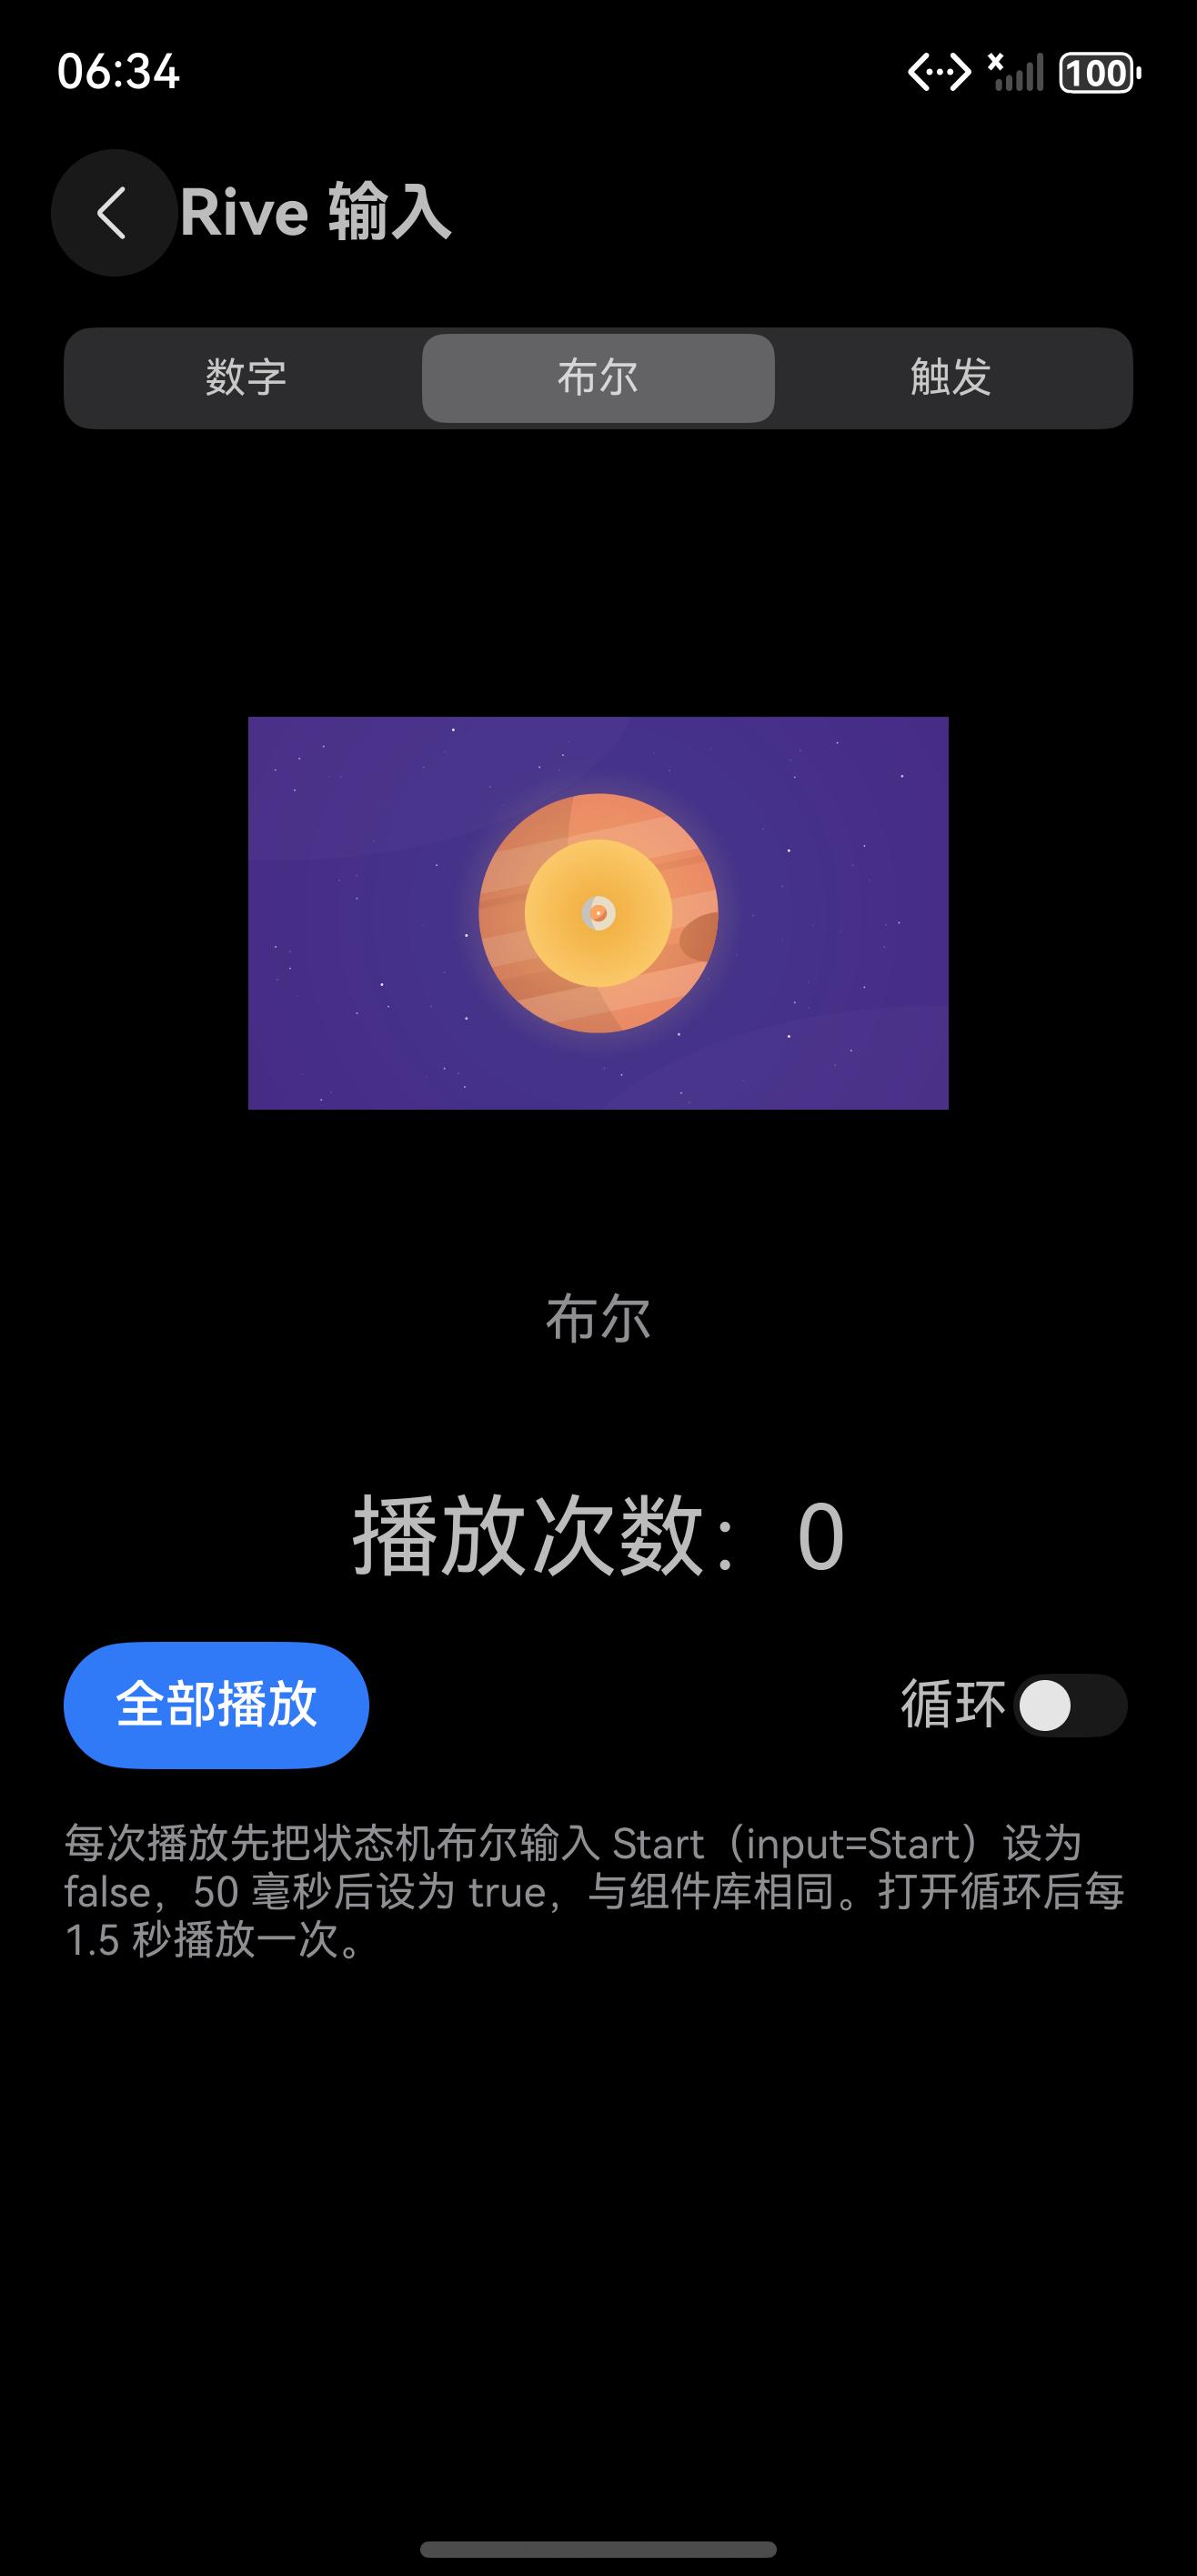 06:34
100
Rive 输入
数字
布尔
触发
布尔
播放次数： 0
全部播放
循环
每次播放先把状态机布尔输入 Start（input=Start）设为
false，50 毫秒后设为 true，与组件库相同。打开循环后每
1.5 秒播放一次。